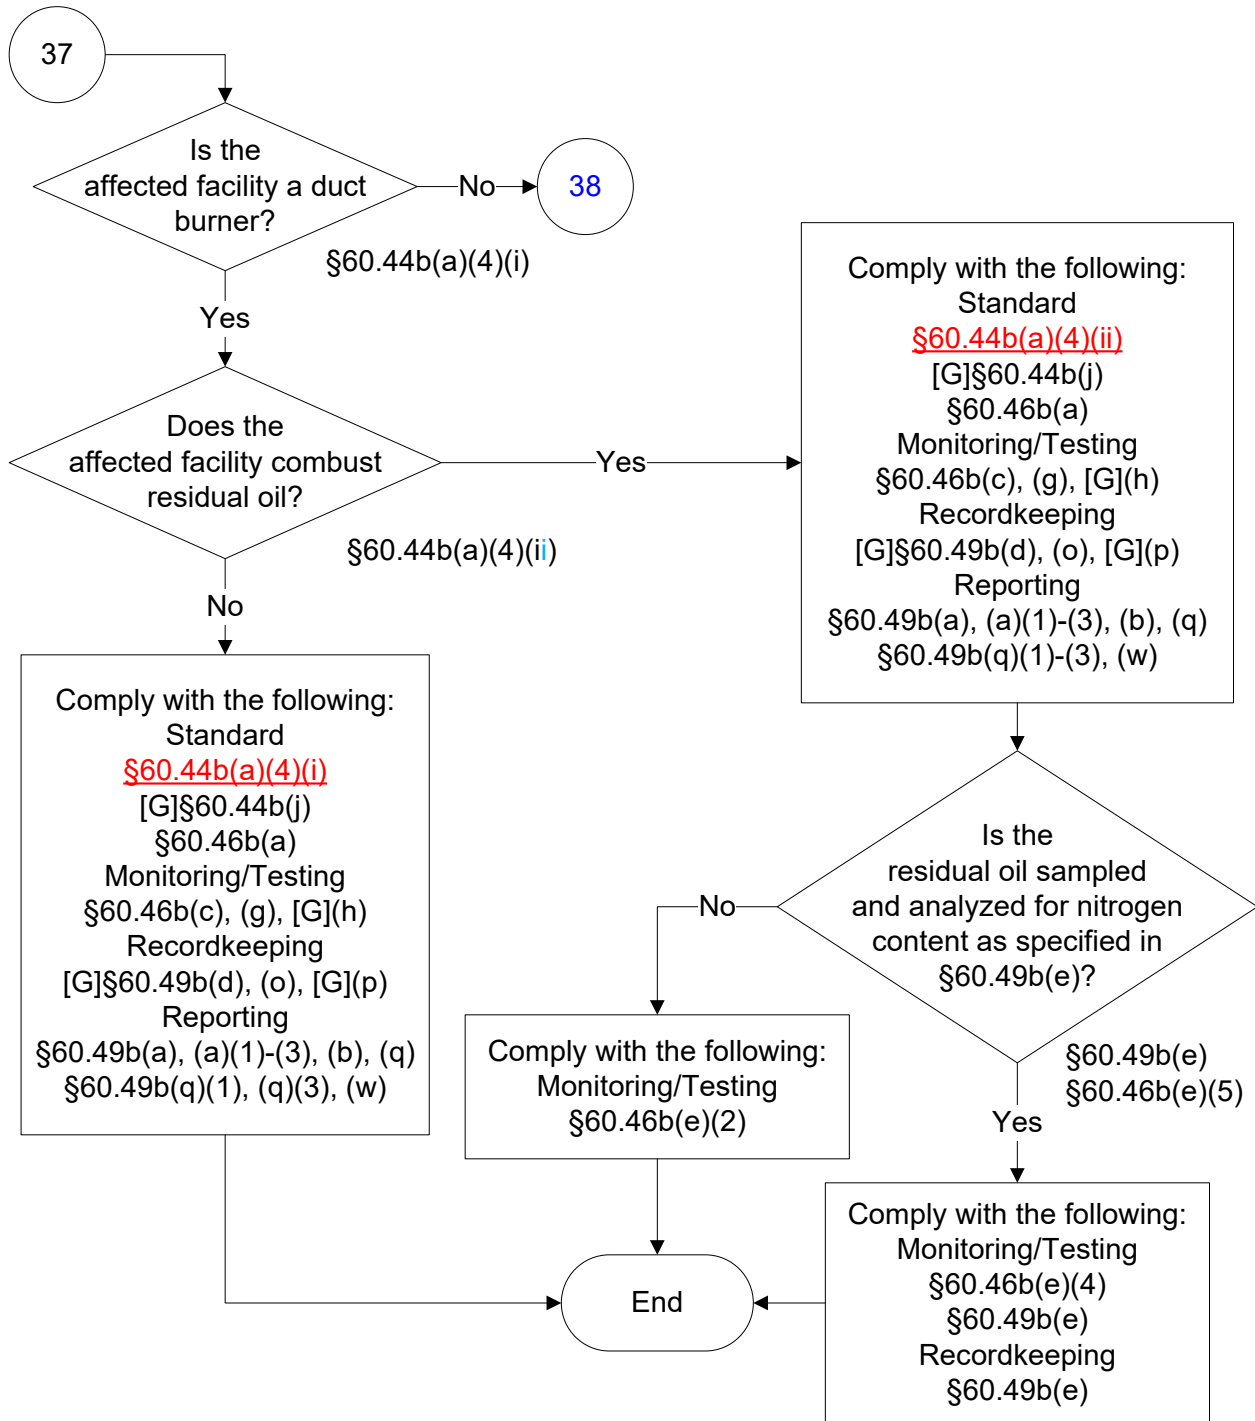 37
Is the
affected facility a duct
burner?
No
38
§60.44b(a)(4)(i)
Yes
Does the
affected facility combust
residual oil?
Yes
§60.44b(a)(4)(ii)
No
Comply with the following:
Standard
§60.44b(a)(4)(ii)
[G]§60.44b(j)
§60.46b(a)
Monitoring/Testing
§60.46b(c), (g), [G](h)
Recordkeeping
[G]§60.49b(d), (o), [G](p)
Reporting
§60.49b(a), (a)(1)-(3), (b), (q)
§60.49b(q)(1)-(3), (w)
Comply with the following:
Standard
§60.44b(a)(4)(i)
[G]§60.44b(j)
§60.46b(a)
Monitoring/Testing
§60.46b(c), (g), [G](h)
Recordkeeping
[G]§60.49b(d), (o), [G](p)
Reporting
§60.49b(a), (a)(1)-(3), (b), (q)
§60.49b(q)(1), (q)(3), (w)
Is the
residual oil sampled
and analyzed for nitrogen
content as specified in
§60.49b(e)?
No
§60.49b(e)
§60.46b(e)(5)
Yes
Comply with the following:
Monitoring/Testing
§60.46b(e)(2)
Comply with the following:
Monitoring/Testing
§60.46b(e)(4)
§60.49b(e)
Recordkeeping
§60.49b(e)
End